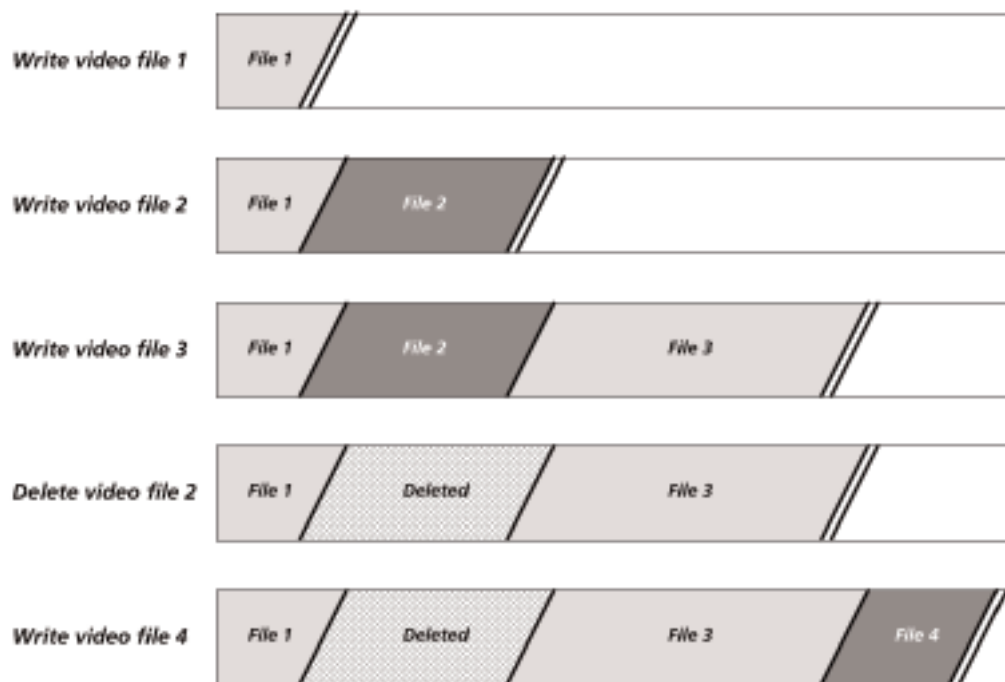 Write video file 1
File 1
Write video file 2
File 1
File 2
Write video file 3
File 1
File 2
File 3
Delete video file 2
File 1
Deleted
File 3
Write video file 4
File 1
Deleted
File 3
File 4